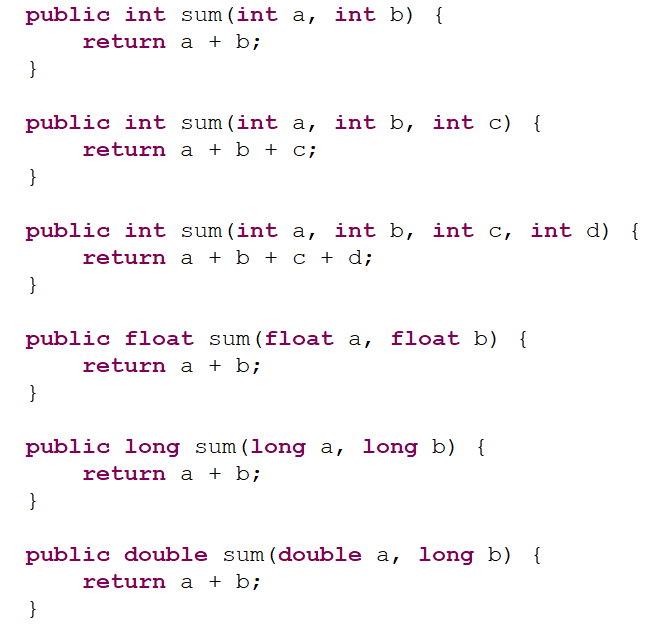 public int sum(int a, int b) {
    return a + b;
}

public int sum(int a, int b, int c) {
    return a + b + c;
}

public int sum(int a, int b, int c, int d) {
    return a + b + c + d;
}

public float sum(float a, float b) {
    return a + b;
}

public long sum(long a, long b) {
    return a + b;
}

public double sum(double a, long b) {
    return a + b;
}